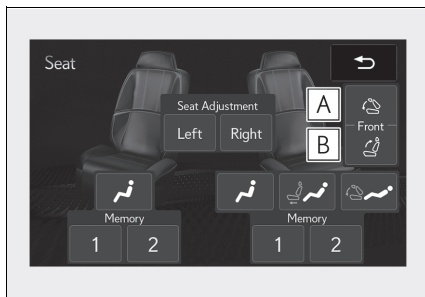 Seat
Seat Adjustment
Left Right
A
B
Front
Memory
1 2
Memory
1 2